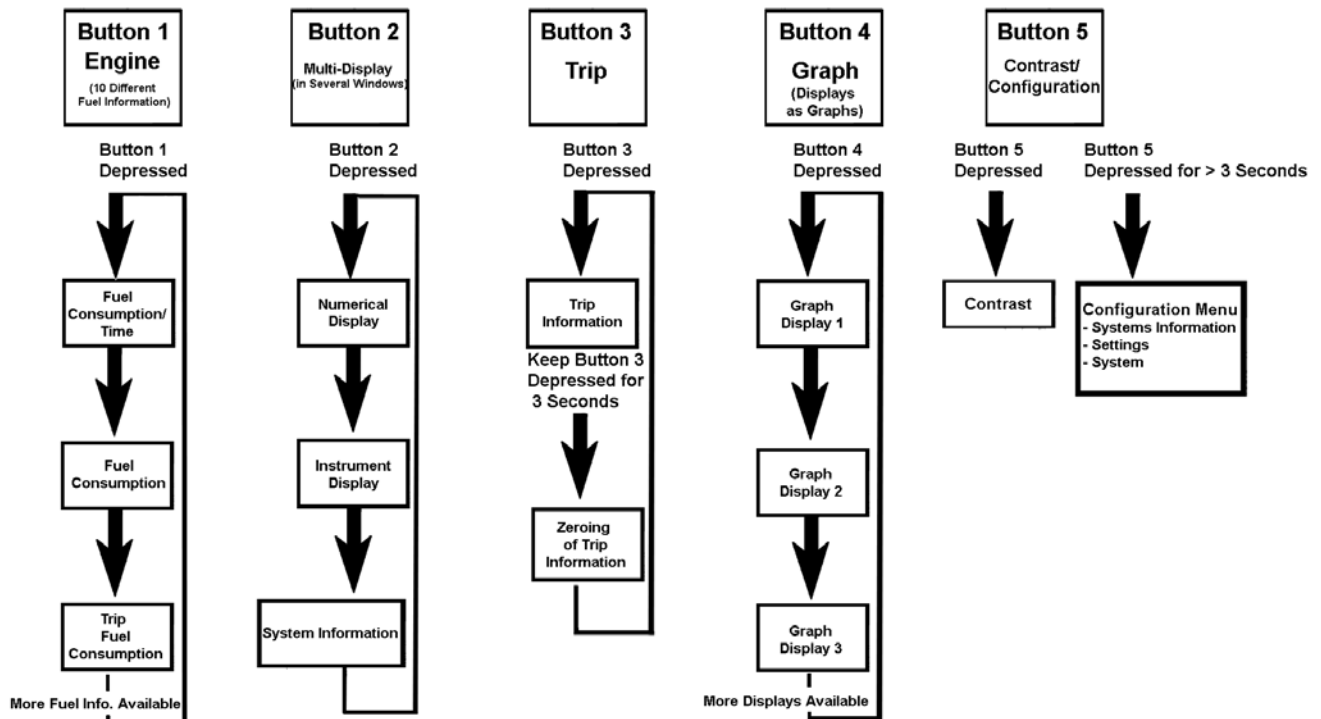 Button 1
Engine
(10 Different
Fuel Information)
Button 2
Multi-Display
(in Several Windows)
Button 3
Trip
Button 4
Graph
(Displays
as Graphs)
Button 5
Contrast/
Configuration
Button 1
Depressed
Fuel
Consumption/
Time
Fuel
Consumption
Trip
Fuel
Consumption
More Fuel Info. Available
Button 2
Depressed
Numerical
Display
Instrument
Display
System Information
Button 3
Depressed
Trip
Information
Keep Button 3
Depressed for
3 Seconds
Zeroing
of Trip
Information
Button 4
Depressed
Graph
Display 1
Graph
Display 2
Graph
Display 3
More Displays Available
Button 5
Depressed
Contrast
Button 5
Depressed for > 3 Seconds
Configuration Menu
- Systems Information
- Settings
- System